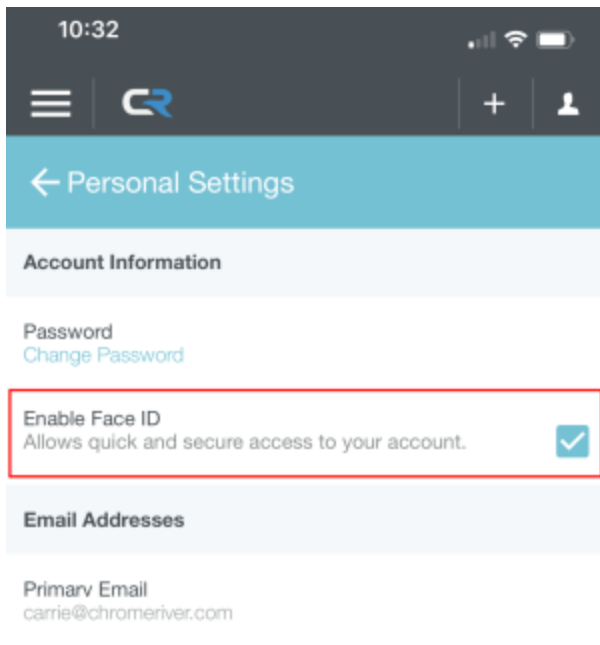 10:32
CR
+
Personal Settings
Account Information
Password
Change Password
Enable Face ID
Allows quick and secure access to your account.
Email Addresses
Primary Email
carrie@chromeriver.com